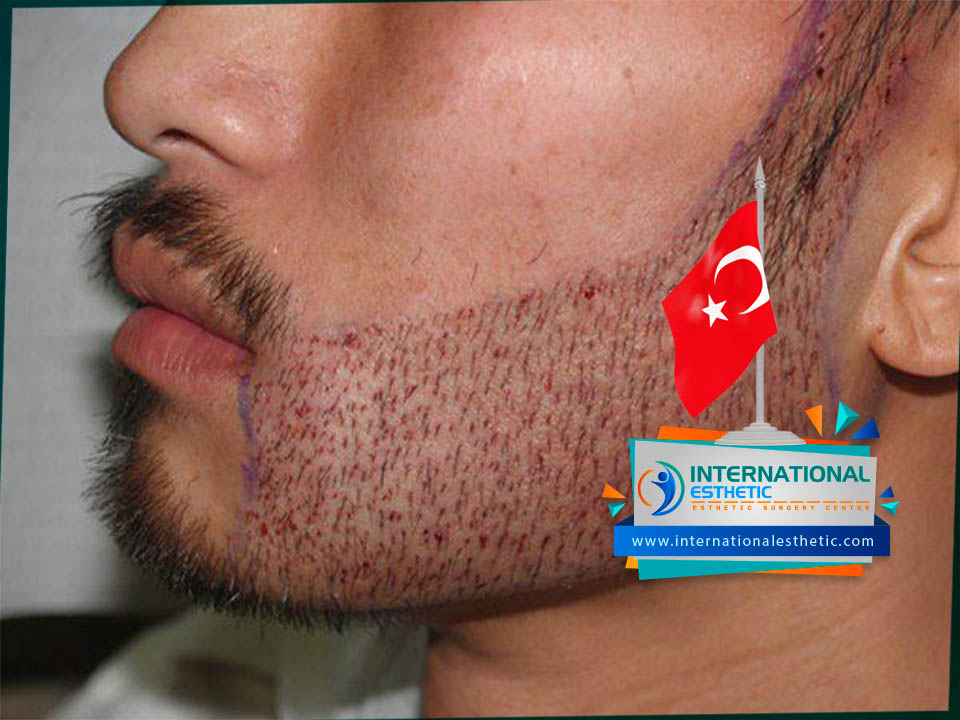 INTERNATIONAL
ESTHETIC
ESTHETIC SURGERY CENTER
www.internationalesthetic.com